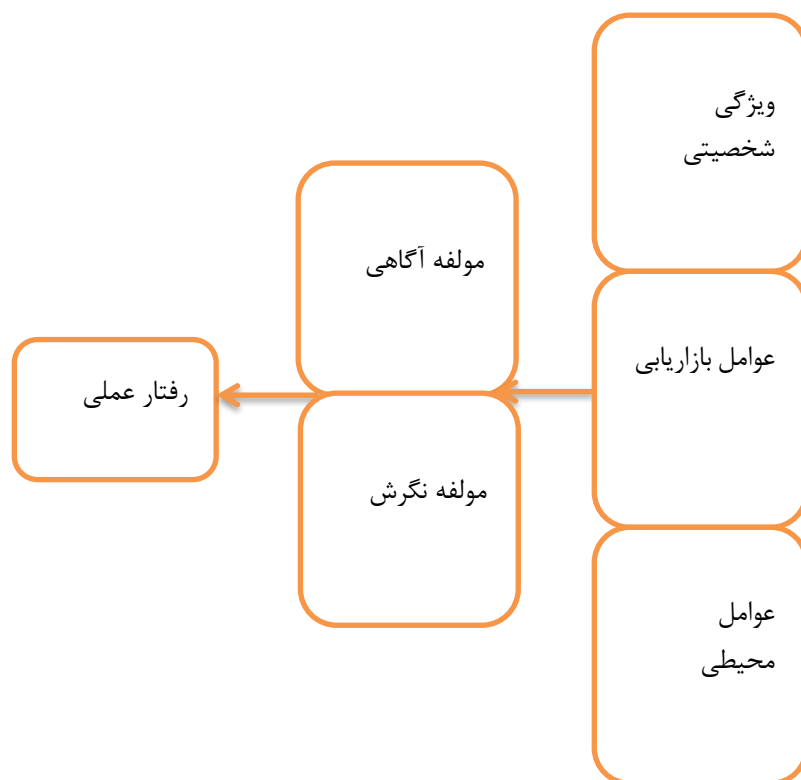 ویژگی
شخصیتی
عوامل بازاریابی
عوامل
محیطی
مولفه آگاهی
مولفه نگرش
رفتار عملی